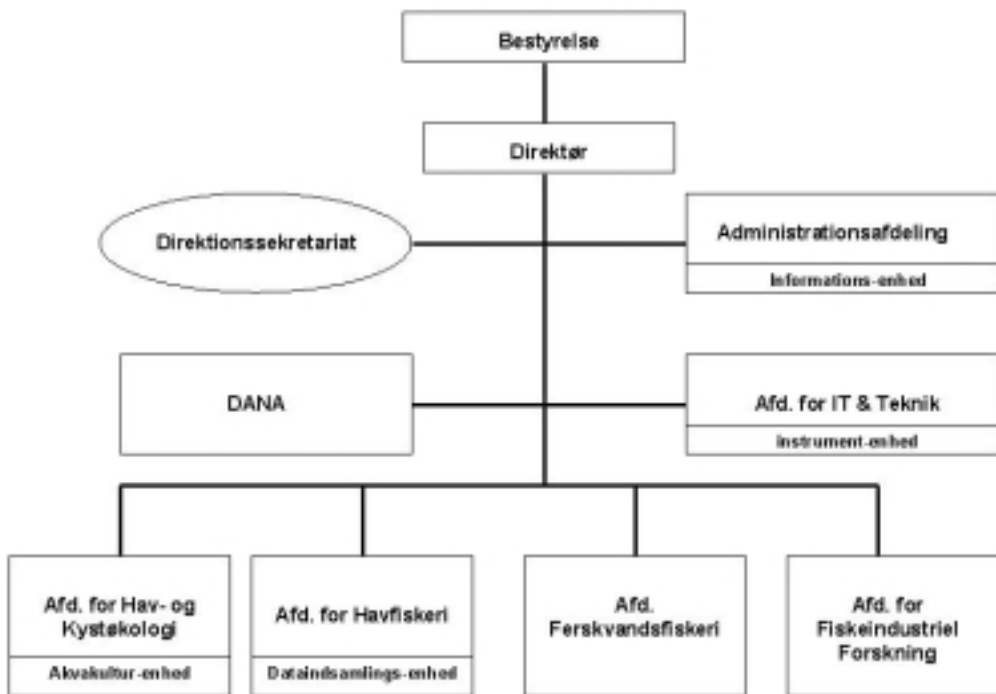 Bestyrelse
Direktør
Direktionssekretariat
Administrationsafdeling
Informations-enhed
DANA
Afd. for IT & Teknik
instrument-enhed
Afd. for Hav- og
Kystøkologi
Akvakultur-enhed
Afd. for Havfiskeri
Dataindsamlings-enhed
Afd.
Ferskvandsfiskeri
Afd. for
Fiskeindustriel
Forskning